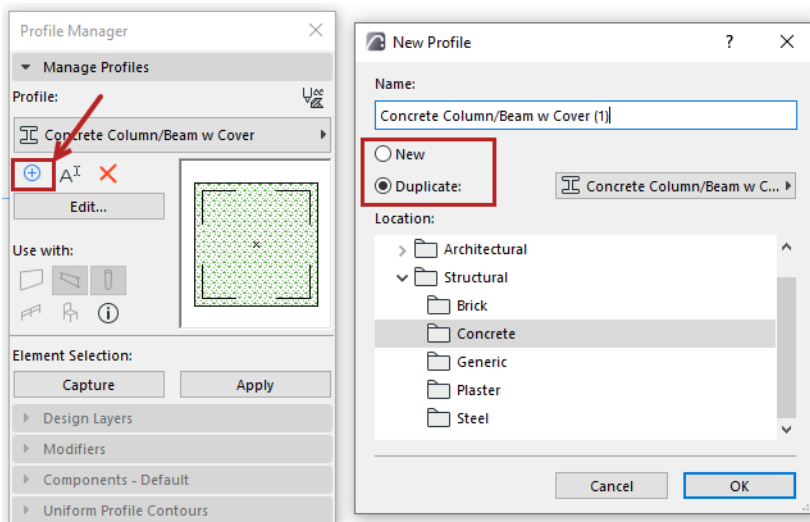 Profile Manager
Manage Profiles
Profile:
Concrete Column/Beam w Cover
Edit...
Use with:
Element Selection:
Capture
Apply
Design Layers
Modifiers
Components - Default
Uniform Profile Contours
New Profile
?
Name:
Concrete Column/Beam w Cover (1)
New
Duplicate:
Concrete Column/Beam w C...
Location:
Architectural
Structural
Brick
Concrete
Generic
Plaster
Steel
Cancel
OK